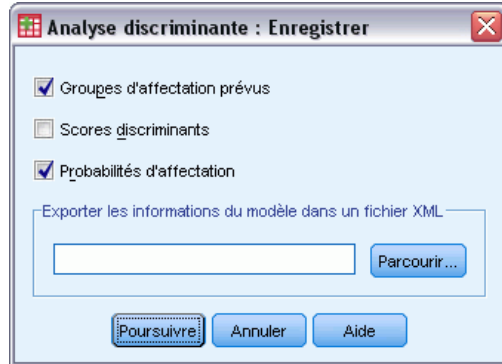 Analyse discriminante : Enregistrer
Groupes d'affectation prévus
Scores discriminants
Probabilités d'affectation
Exporter les informations du modèle dans un fichier XML
Parcourir...
Poursuivre Annuler Aide